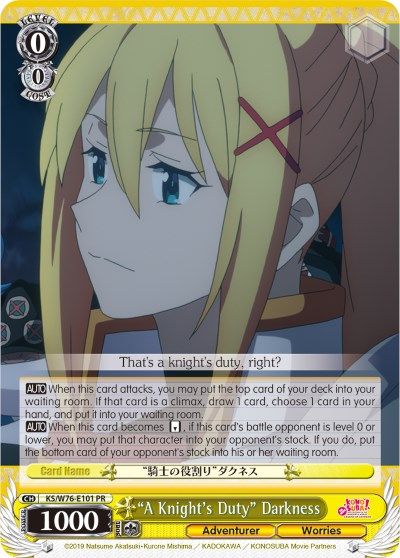 LEVEL
0
0
COST
That's a knight's duty, right?
AUTO When this card attacks, you may put the top card of your deck into your
waiting room. If that card is a climax, draw 1 card, choose 1 card in your
hand, and put it into your waiting room.
AUTO When this card becomes , if this card's battle opponent is level 0 or
lower, you may put that character into your opponent's stock. If you do, put
the bottom card of your opponent's stock into his or her waiting room.
Card Name
“騎士の役割り”ダクネス
CD KS/W76-E101 PR
POWER 1000 SOUL
“A Knight's Duty” Darkness
KONO SUBA!
Adventurer Worries
©2019 Natsume Akatsuki･Kurone Mishima ／ KADOKAWA ／ KONOSUBA Movie Partners